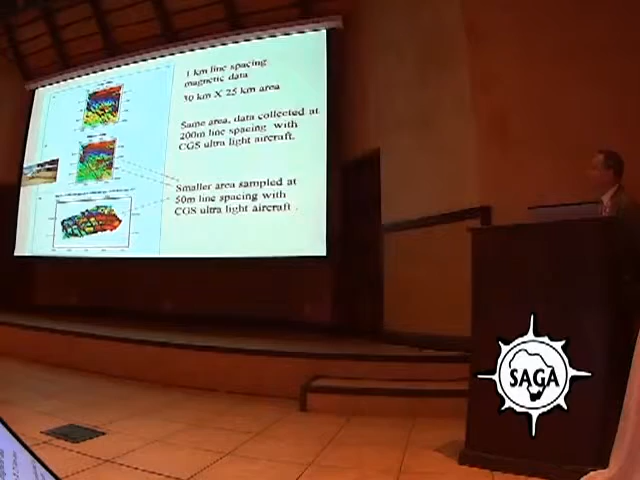 1 km line spacing
magnetic data
30 km X 25 km area
Same area, data collected at
200m line spacing with
CGS ultra light aircraft.
Smaller area sampled at
50m line spacing with
CGS ultra light aircraft .
SAGA